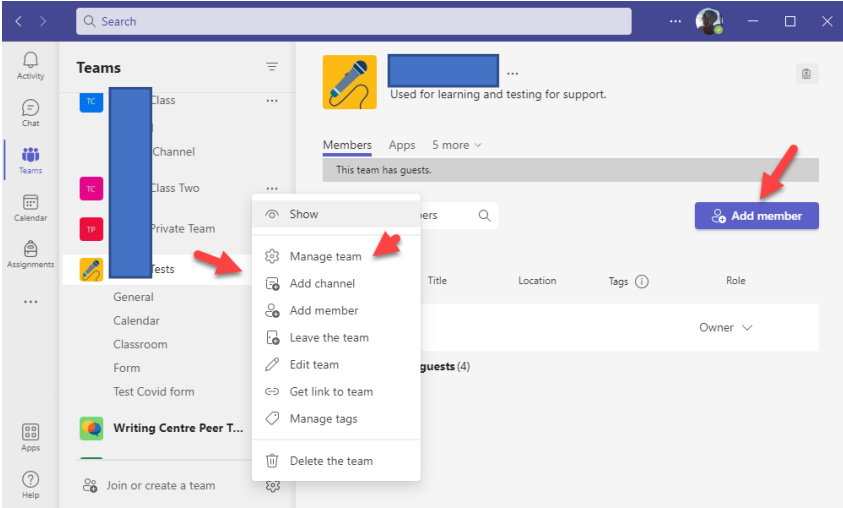 Search
Activity
Chat
Teams
Calendar
Assignments
Apps
Help
Teams
TC
Class
Channel
TC
Class Two
TP
Private Team
Tests
General
Calendar
Classroom
Form
Test Covid form
Writing Centre Peer T...
Join or create a team
Show
Manage team
Add channel
Add member
Leave the team
Edit team
Get link to team
Manage tags
Delete the team
Used for learning and testing for support.
Members Apps 5 more
This team has guests.
Add member
Title Location Tags Role
Owner
guests (4)